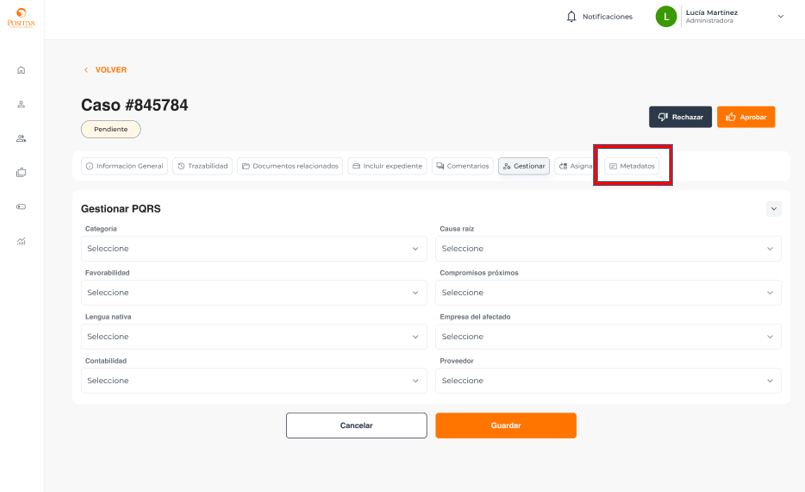 Notificaciones
L
Lucía Martínez
Administradora
POSITIVA
VOLVER
Caso #845784
Pendiente
Rechazar
Aprobar
Información General
Trazabilidad
Documentos relacionados
Incluir expediente
Comentarios
Gestionar
Asigna
Metadatos
Gestionar PQRS
Categoría
Causa raíz
Seleccione
Seleccione
Favorabilidad
Compromisos próximos
Seleccione
Seleccione
Lengua nativa
Empresa del afectado
Seleccione
Seleccione
Contabilidad
Proveedor
Seleccione
Seleccione
Cancelar
Guardar